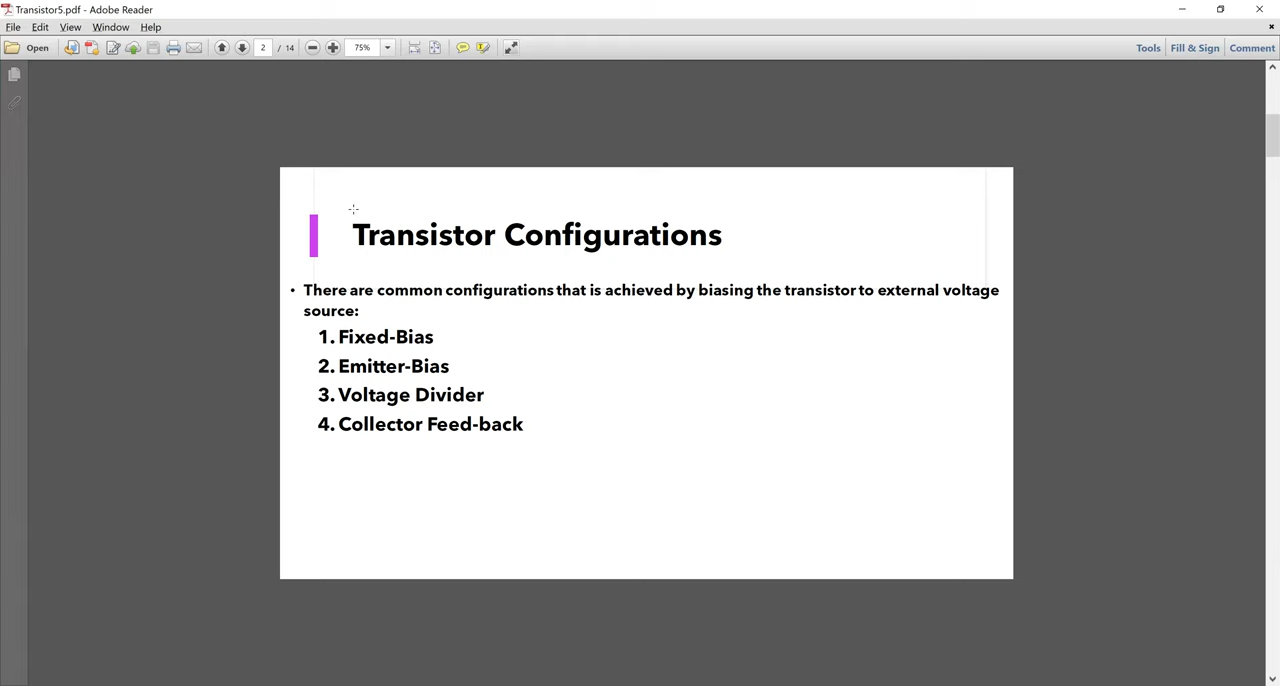 Transistor5.pdf - Adobe Reader
File Edit View Window Help
Open 2 / 14 75% Tools Fill & Sign Comment
Transistor Configurations
• There are common configurations that is achieved by biasing the transistor to external voltage
source:
1. Fixed-Bias
2. Emitter-Bias
3. Voltage Divider
4. Collector Feed-back